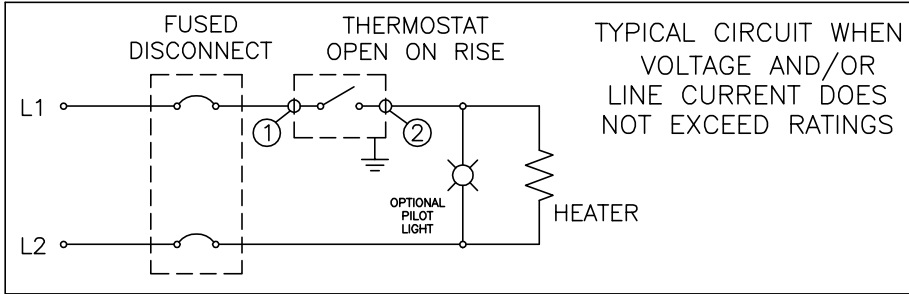 FUSED
DISCONNECT
THERMOSTAT
OPEN ON RISE
TYPICAL CIRCUIT WHEN
VOLTAGE AND/OR
LINE CURRENT DOES
NOT EXCEED RATINGS
L1
1
2
OPTIONAL
PILOT
LIGHT
HEATER
L2